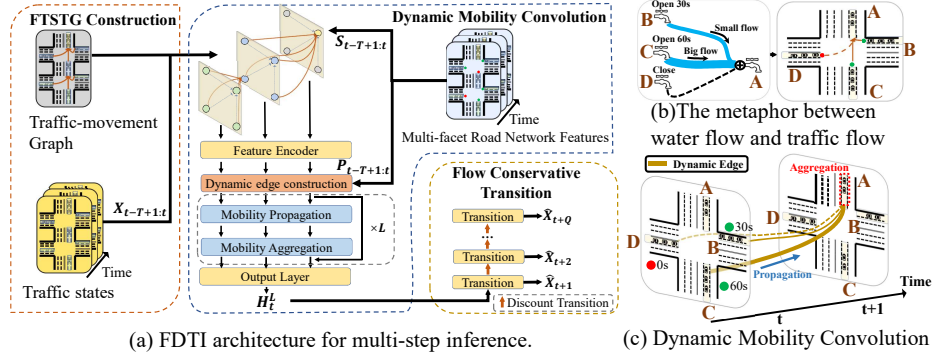 FTSTG Construction
Traffic-movement
Graph
X_{t-T+1:t}
Time
Traffic states
S_{t-T+1:t}
Dynamic Mobility Convolution
Time
Multi-facet Road Network Features
Feature Encoder
P_{t-T+1:t}
Dynamic edge construction
Mobility Propagation
×L
Mobility Aggregation
Output Layer
H_t^L
Flow Conservative
Transition
Transition X̂_{t+Q}
...
Transition X̂_{t+2}
Transition X̂_{t+1}
Discount Transition
(a) FDTI architecture for multi-step inference.
Open 30s
B
Small flow
Open 60s
C
Big flow
Close
D
A
A
B
D
C
(b)The metaphor between
water flow and traffic flow
Dynamic Edge
Aggregation
A
A
30s
D
D
B
B
0s
Propagation
60s
C
C
Time
t
t+1
(c) Dynamic Mobility Convolution